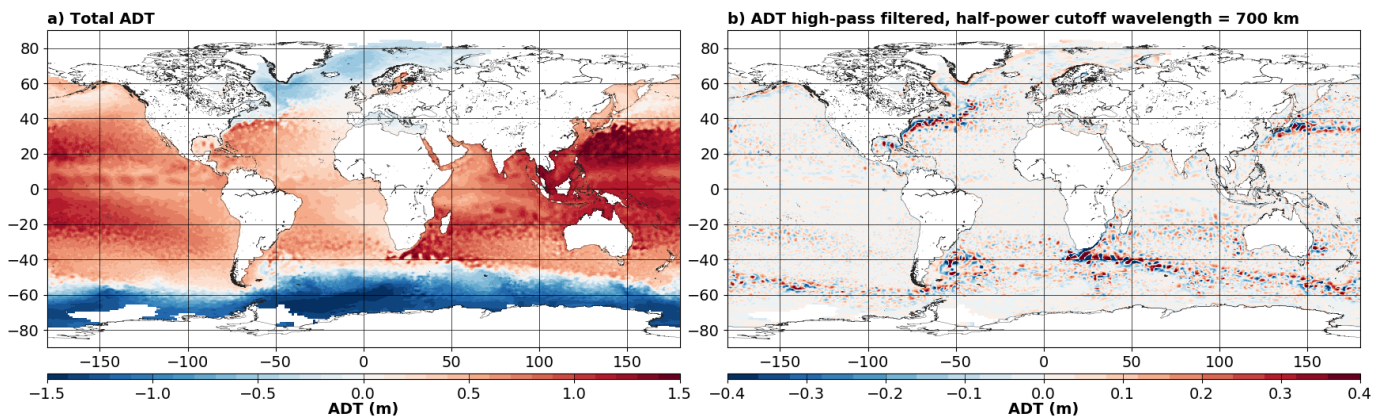 a) Total ADT
80
60
40
20
0
−20
−40
−60
−80
−150 −100 −50 0 50 100 150
−1.5 −1.0 −0.5 0.0 0.5 1.0 1.5
ADT (m)
b) ADT high-pass filtered, half-power cutoff wavelength = 700 km
80
60
40
20
0
−20
−40
−60
−80
−150 −100 −50 0 50 100 150
−0.4 −0.3 −0.2 −0.1 0.0 0.1 0.2 0.3 0.4
ADT (m)